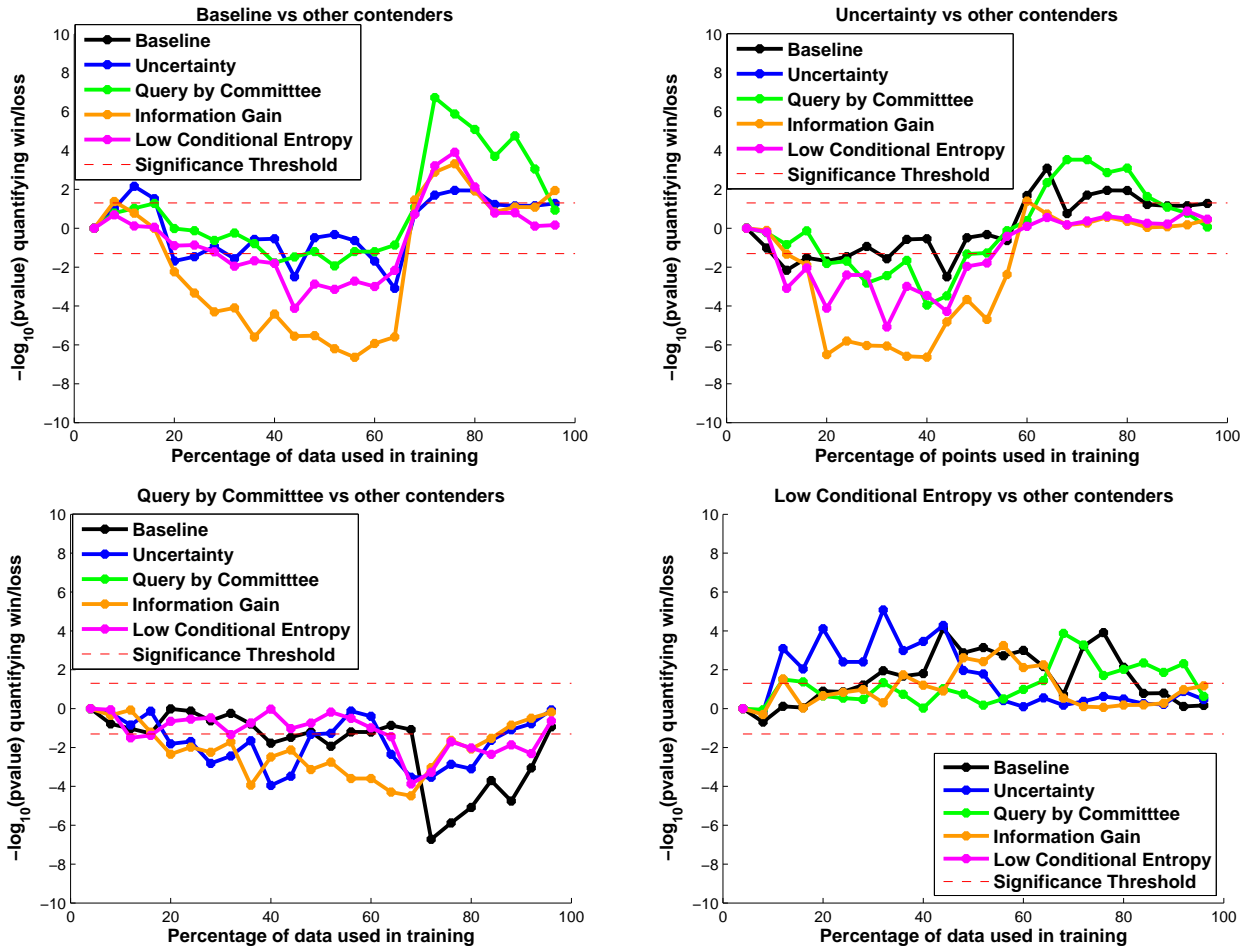 Baseline vs other contenders
10
8
6
4
2
0
−2
−4
−6
−8
−10
−log10(pvalue) quantifying win/loss
Baseline
Uncertainty
Query by Committtee
Information Gain
Low Conditional Entropy
Significance Threshold
0 20 40 60 80 100
Percentage of data used in training
Uncertainty vs other contenders
10
8
6
4
2
0
−2
−4
−6
−8
−10
−log10(pvalue) quantifying win/loss
Baseline
Uncertainty
Query by Committtee
Information Gain
Low Conditional Entropy
Significance Threshold
0 20 40 60 80 100
Percentage of points used in training
Query by Committtee vs other contenders
10
8
6
4
2
0
−2
−4
−6
−8
−10
−log10(pvalue) quantifying win/loss
Baseline
Uncertainty
Query by Committtee
Information Gain
Low Conditional Entropy
Significance Threshold
0 20 40 60 80 100
Percentage of data used in training
Low Conditional Entropy vs other contenders
10
8
6
4
2
0
−2
−4
−6
−8
−10
−log10(pvalue) quantifying win/loss
Baseline
Uncertainty
Query by Committtee
Information Gain
Low Conditional Entropy
Significance Threshold
0 20 40 60 80 100
Percentage of data used in training